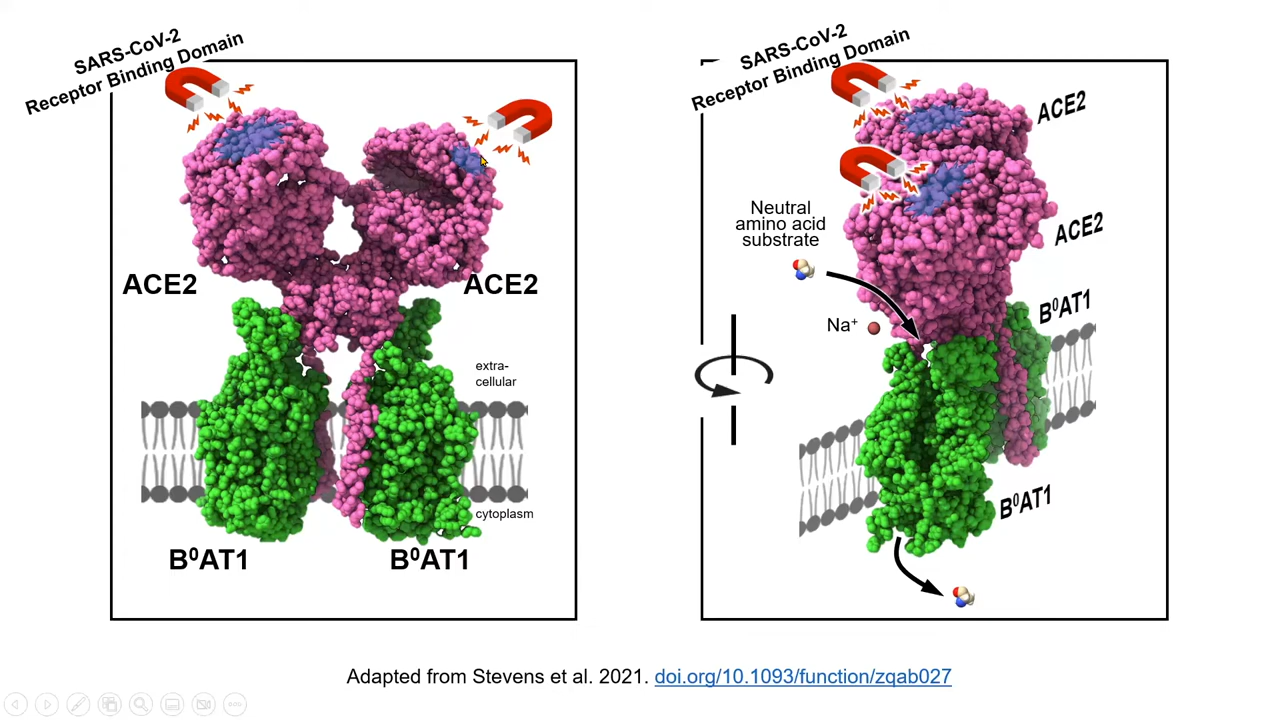 SARS-CoV-2
Receptor Binding Domain
ACE2
ACE2
extra-
cellular
cytoplasm
B⁰AT1
B⁰AT1
SARS-CoV-2
Receptor Binding Domain
ACE2
ACE2
Neutral
amino acid
substrate
Na⁺
B⁰AT1
B⁰AT1
Adapted from Stevens et al. 2021. doi.org/10.1093/function/zqab027